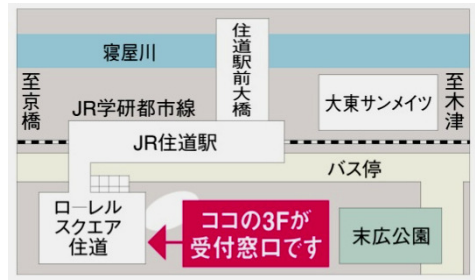 寝屋川
住道駅前大橋
至京橋
JR学研都市線
大東サンメイツ
至木津
JR住道駅
バス停
ローレル
スクエア
住道
ココの3Fが
受付窓口です
末広公園